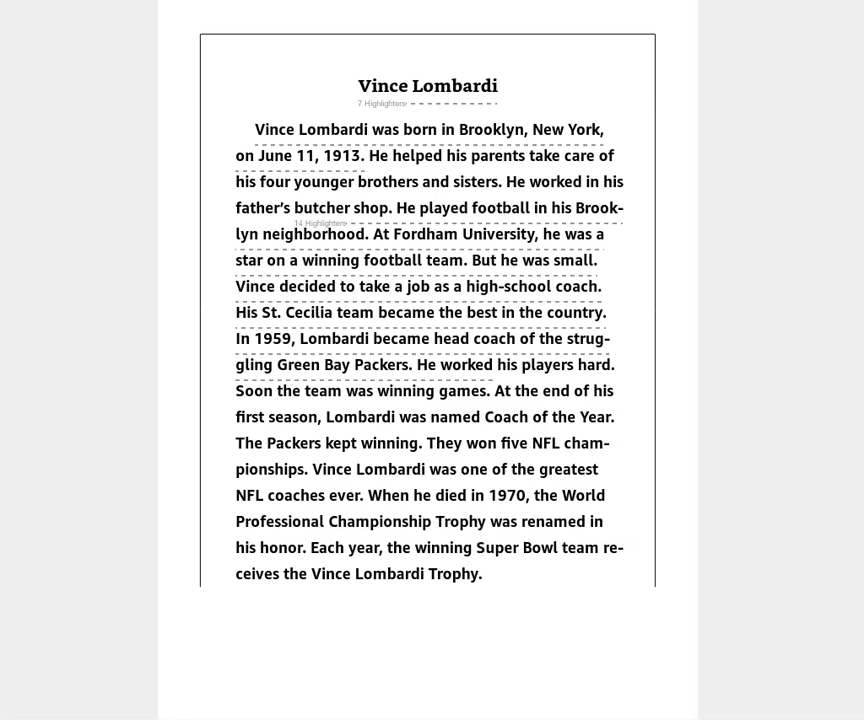 Vince Lombardi
7 Highlighters
Vince Lombardi was born in Brooklyn, New York,
on June 11, 1913. He helped his parents take care of
his four younger brothers and sisters. He worked in his
father’s butcher shop. He played football in his Brook-
14 Highlighters
lyn neighborhood. At Fordham University, he was a
star on a winning football team. But he was small.
Vince decided to take a job as a high-school coach.
His St. Cecilia team became the best in the country.
In 1959, Lombardi became head coach of the strug-
gling Green Bay Packers. He worked his players hard.
Soon the team was winning games. At the end of his
first season, Lombardi was named Coach of the Year.
The Packers kept winning. They won five NFL cham-
pionships. Vince Lombardi was one of the greatest
NFL coaches ever. When he died in 1970, the World
Professional Championship Trophy was renamed in
his honor. Each year, the winning Super Bowl team re-
ceives the Vince Lombardi Trophy.